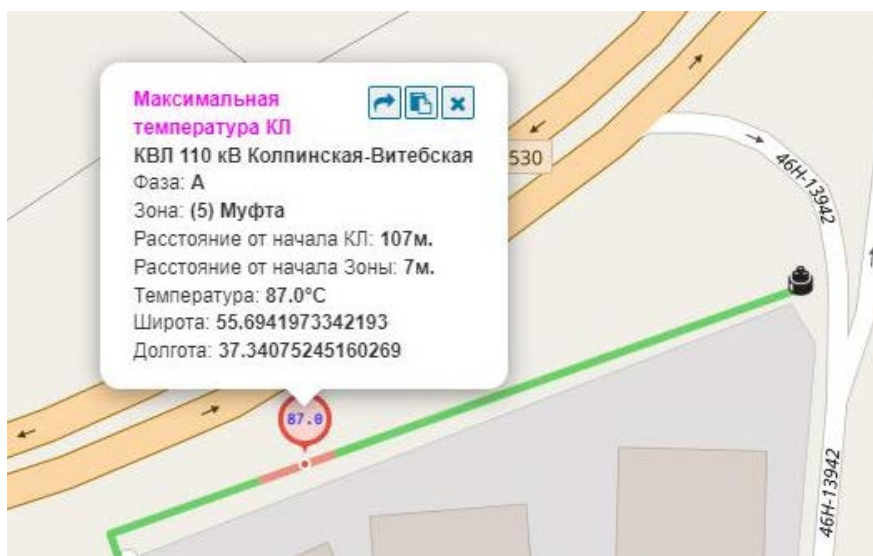 Максимальная
температура КЛ
КВЛ 110 кВ Колпинская-Витебская
Фаза: А
Зона: (5) Муфта
Расстояние от начала КЛ: 107м.
Расстояние от начала Зоны: 7м.
Температура: 87.0°C
Широта: 55.6941973342193
Долгота: 37.34075245160269
530
46Н-13942
87.0
46Н-13942